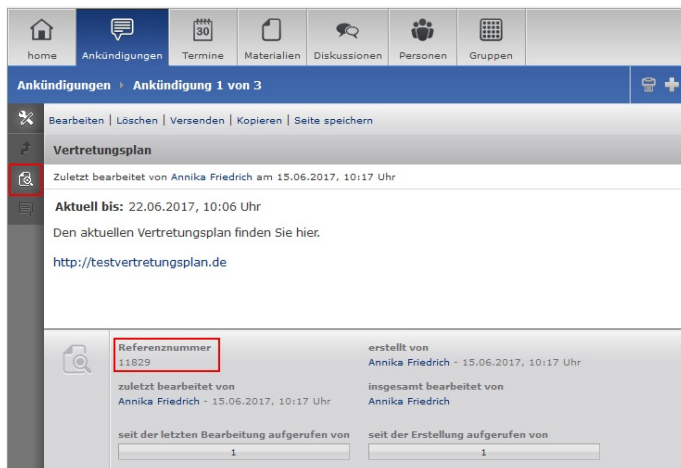 30
home Ankündigungen Termine Materialien Diskussionen Personen Gruppen
Ankündigungen Ankündigung 1 von 3
Bearbeiten | Löschen | Versenden | Kopieren | Seite speichern
Vertretungsplan
Zuletzt bearbeitet von Annika Friedrich am 15.06.2017, 10:17 Uhr
Aktuell bis: 22.06.2017, 10:06 Uhr
Den aktuellen Vertretungsplan finden Sie hier.
http://testvertretungsplan.de
Referenznummer
11829
erstellt von
Annika Friedrich - 15.06.2017, 10:17 Uhr
zuletzt bearbeitet von
Annika Friedrich - 15.06.2017, 10:17 Uhr
insgesamt bearbeitet von
Annika Friedrich
seit der letzten Bearbeitung aufgerufen von
1
seit der Erstellung aufgerufen von
1